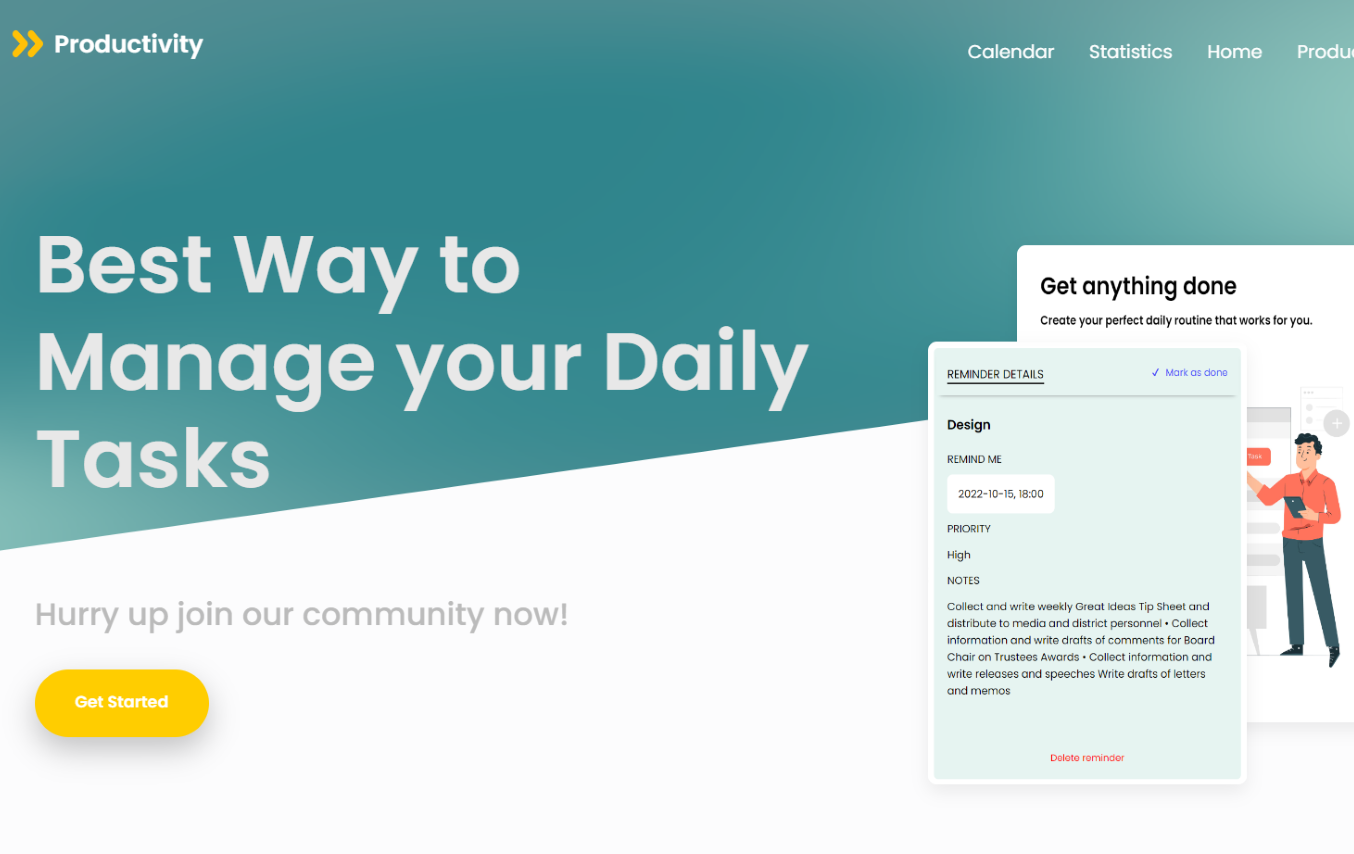 Productivity
Calendar Statistics Home Produc
Best Way to
Manage your Daily
Tasks
Hurry up join our community now!
Get Started
Get anything done
Create your perfect daily routine that works for you.
Task
REMINDER DETAILS
✓ Mark as done
Design
REMIND ME
2022-10-15, 18:00
PRIORITY
High
NOTES
Collect and write weekly Great Ideas Tip Sheet and
distribute to media and district personnel • Collect
information and write drafts of comments for Board
Chair on Trustees Awards • Collect information and
write releases and speeches Write drafts of letters
and memos
Delete reminder